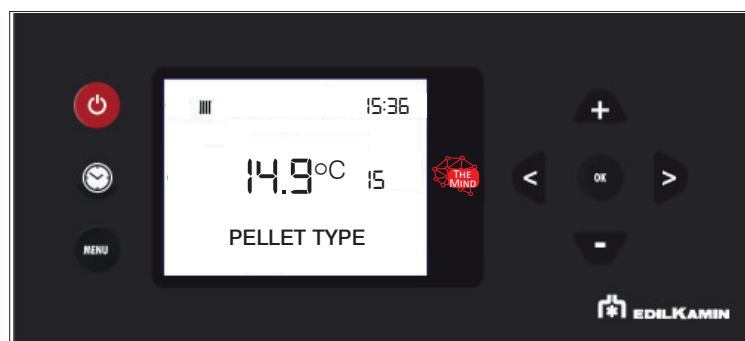 15:36
14.9°C 15
THE
MIND
PELLET TYPE
MENU
+
< OK >
-
EDILKAMIN